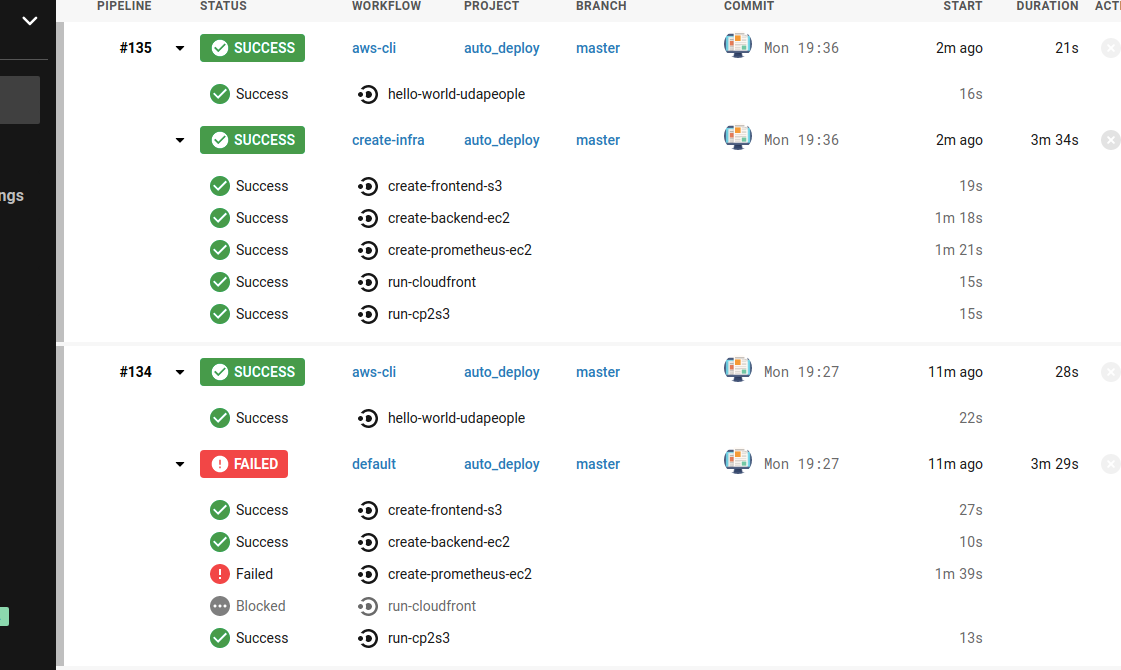 PIPELINE STATUS WORKFLOW PROJECT BRANCH COMMIT START DURATION ACTI
#135 SUCCESS aws-cli auto_deploy master Mon 19:36 2m ago 21s
Success hello-world-udapeople 16s
SUCCESS create-infra auto_deploy master Mon 19:36 2m ago 3m 34s
Success create-frontend-s3 19s
ngs
Success create-backend-ec2 1m 18s
Success create-prometheus-ec2 1m 21s
Success run-cloudfront 15s
Success run-cp2s3 15s
#134 SUCCESS aws-cli auto_deploy master Mon 19:27 11m ago 28s
Success hello-world-udapeople 22s
FAILED default auto_deploy master Mon 19:27 11m ago 3m 29s
Success create-frontend-s3 27s
Success create-backend-ec2 10s
Failed create-prometheus-ec2 1m 39s
Blocked run-cloudfront
Success run-cp2s3 13s